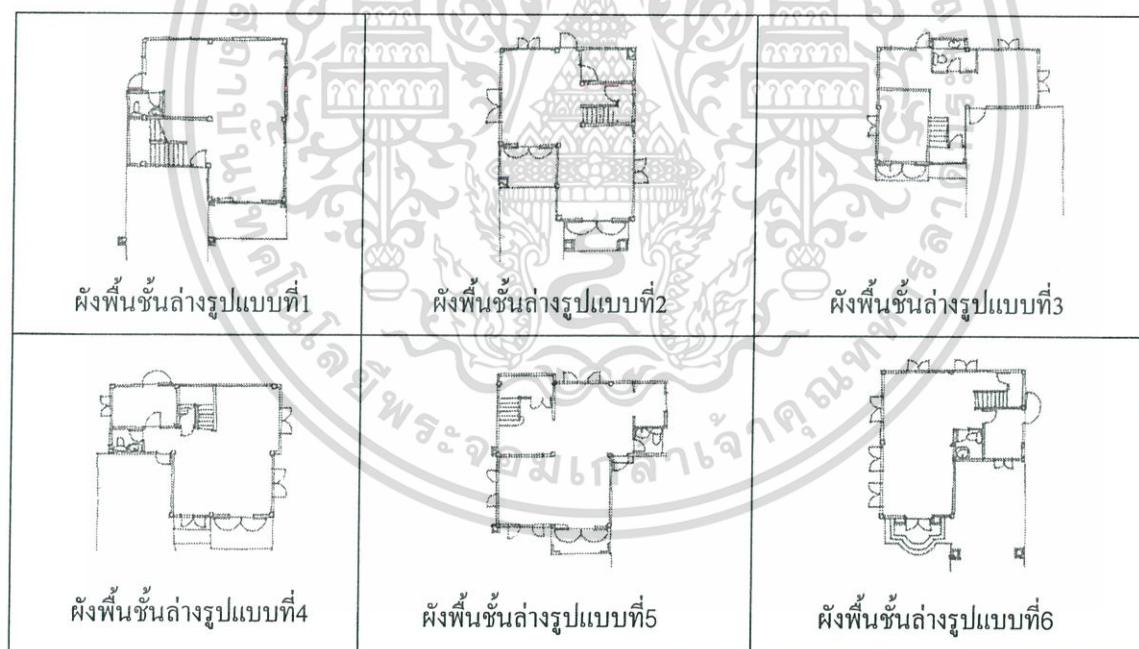 ผังพื้นชั้นล่างรูปแบบที่1
ผังพื้นชั้นล่างรูปแบบที่2
ผังพื้นชั้นล่างรูปแบบที่3
ผังพื้นชั้นล่างรูปแบบที่4
ผังพื้นชั้นล่างรูปแบบที่5
ผังพื้นชั้นล่างรูปแบบที่6